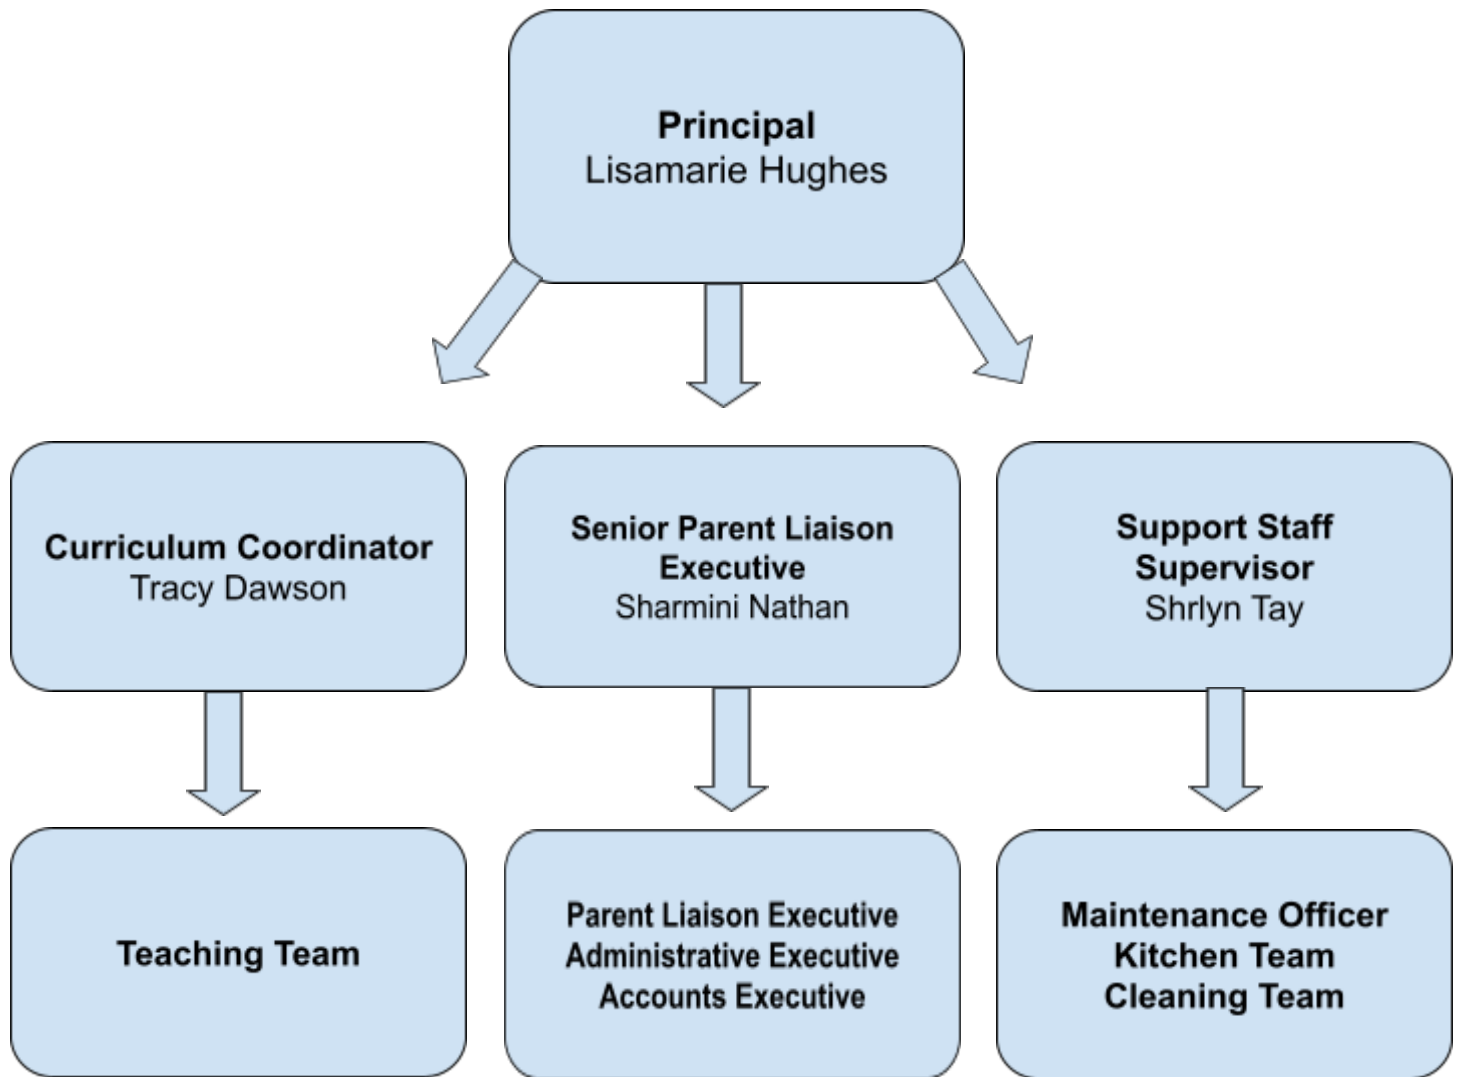 Principal
Lisamarie Hughes
Curriculum Coordinator
Tracy Dawson
Senior Parent Liaison
Executive
Sharmini Nathan
Support Staff
Supervisor
Shrlyn Tay
Teaching Team
Parent Liaison Executive
Administrative Executive
Accounts Executive
Maintenance Officer
Kitchen Team
Cleaning Team